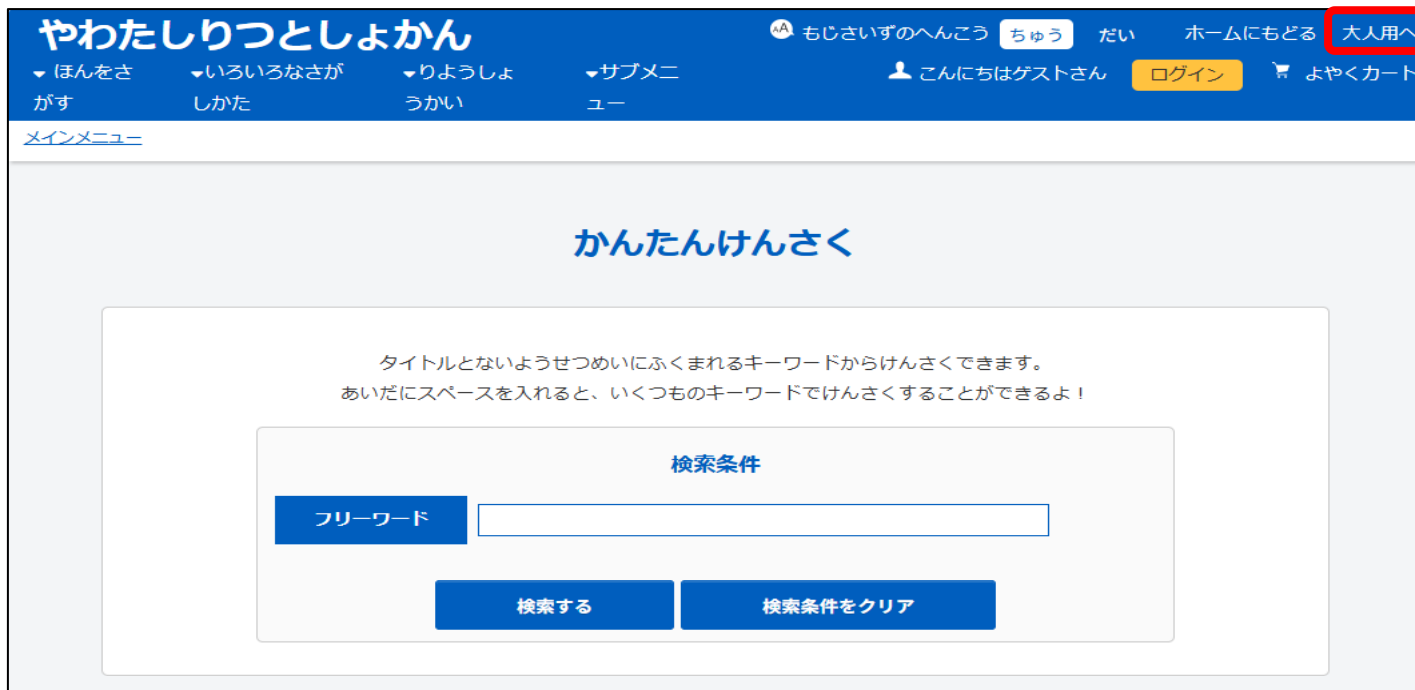 やわたしりつとしょかん
もじさいずのへんこう ちゅう だい ホームにもどる 大人用へ
ほんをさ
がす
いろいろなさが
しかた
りようしょ
うかい
サブメニ
ュー
こんにちはゲストさん ログイン よやくカート
メインメニュー
かんたんけんさく
タイトルとないようせつめいにふくまれるキーワードからけんさくできます。
あいだにスペースを入れると、いくつものキーワードでけんさくすることができるよ！
検索条件
フリーワード
検索する 検索条件をクリア